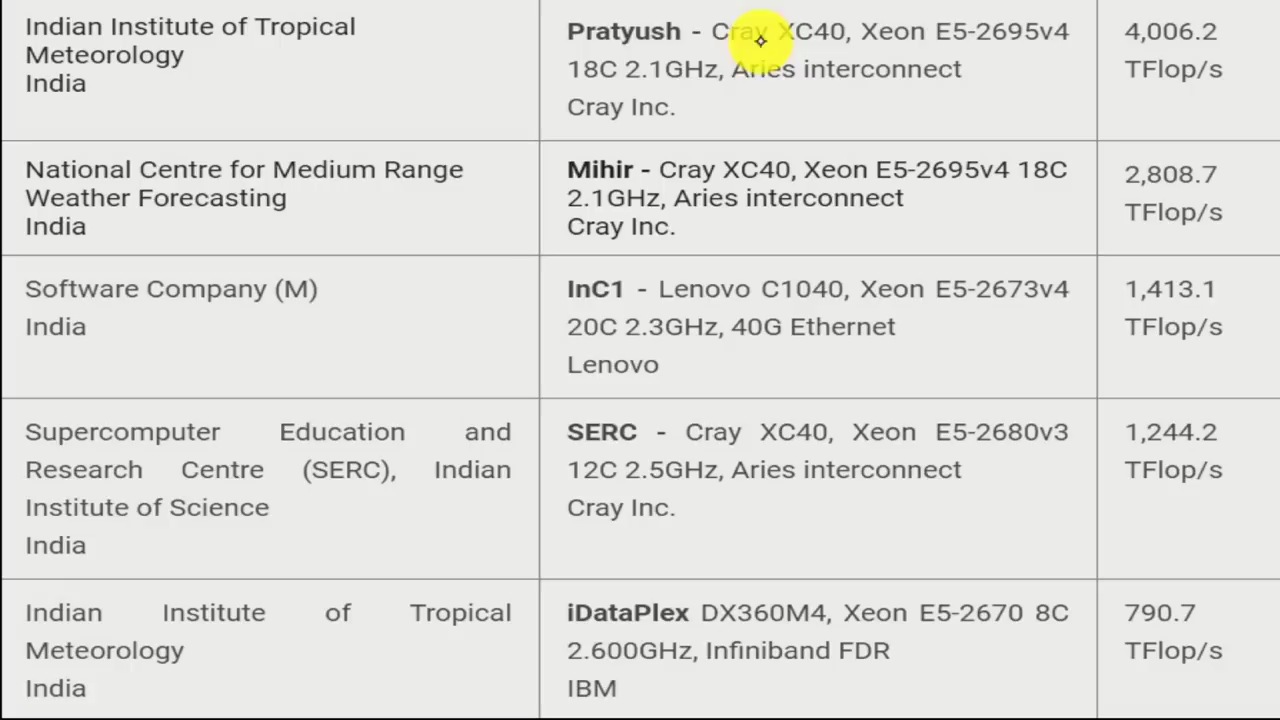 Indian Institute of Tropical
Meteorology
India
Pratyush - Cray XC40, Xeon E5-2695v4
18C 2.1GHz, Aries interconnect
Cray Inc.
4,006.2
TFlop/s
National Centre for Medium Range
Weather Forecasting
India
Mihir - Cray XC40, Xeon E5-2695v4 18C
2.1GHz, Aries interconnect
Cray Inc.
2,808.7
TFlop/s
Software Company (M)
India
InC1 - Lenovo C1040, Xeon E5-2673v4
20C 2.3GHz, 40G Ethernet
Lenovo
1,413.1
TFlop/s
Supercomputer Education and
Research Centre (SERC), Indian
Institute of Science
India
SERC - Cray XC40, Xeon E5-2680v3
12C 2.5GHz, Aries interconnect
Cray Inc.
1,244.2
TFlop/s
Indian Institute of Tropical
Meteorology
India
iDataPlex DX360M4, Xeon E5-2670 8C
2.600GHz, Infiniband FDR
IBM
790.7
TFlop/s